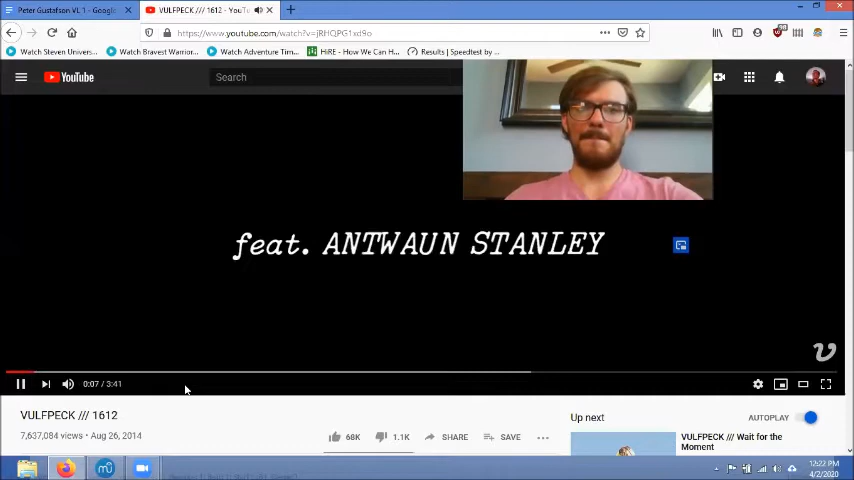 Peter Gustafson VL 1 - Googl
VULFPECK /// 1612 - YouTu
https://www.youtube.com/watch?v=jRHQPG1xd9o
Watch Steven Univers...
Watch Bravest Warrior...
Watch Adventure Tim...
HiRE - How We Can H...
Results | Speedtest by ...
YouTube
Search
feat. ANTWAUN STANLEY
0:07 / 3:41
VULFPECK /// 1612
7,637,084 views • Aug 26, 2014
68K
1.1K
SHARE
SAVE
Up next
AUTOPLAY
VULFPECK /// Wait for the
Moment
12:22 PM
4/2/2020